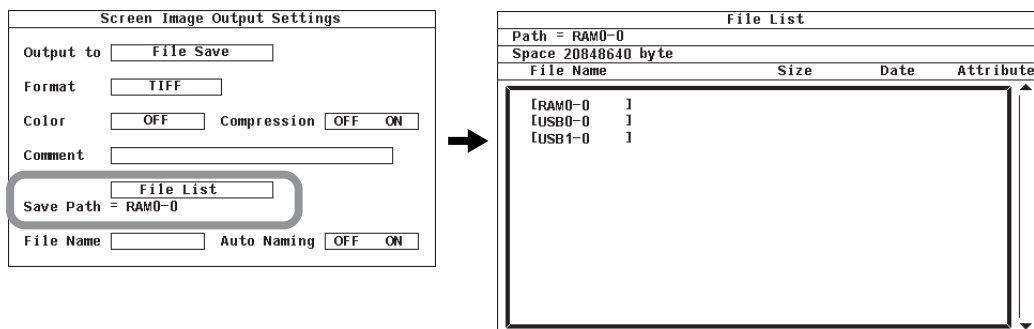 Screen Image Output Settings
Output to File Save
Format TIFF
Color OFF Compression OFF ON
Comment
File List
Save Path = RAM0-0
File Name Auto Naming OFF ON
File List
Path = RAM0-0
Space 20848640 byte
File Name Size Date Attribute
[RAM0-0 ]
[USB0-0 ]
[USB1-0 ]